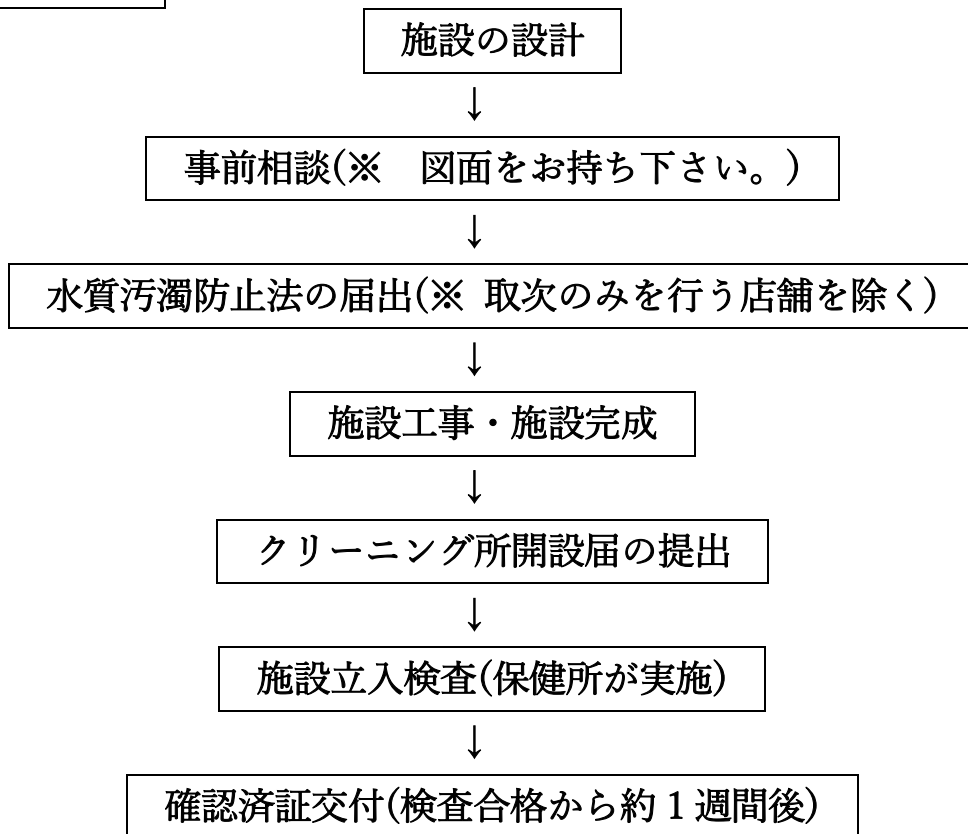 施設の設計
↓
事前相談(※　図面をお持ち下さい。)
↓
水質汚濁防止法の届出(※ 取次のみを行う店舗を除く)
↓
施設工事・施設完成
↓
クリーニング所開設届の提出
↓
施設立入検査(保健所が実施)
↓
確認済証交付(検査合格から約 1 週間後)